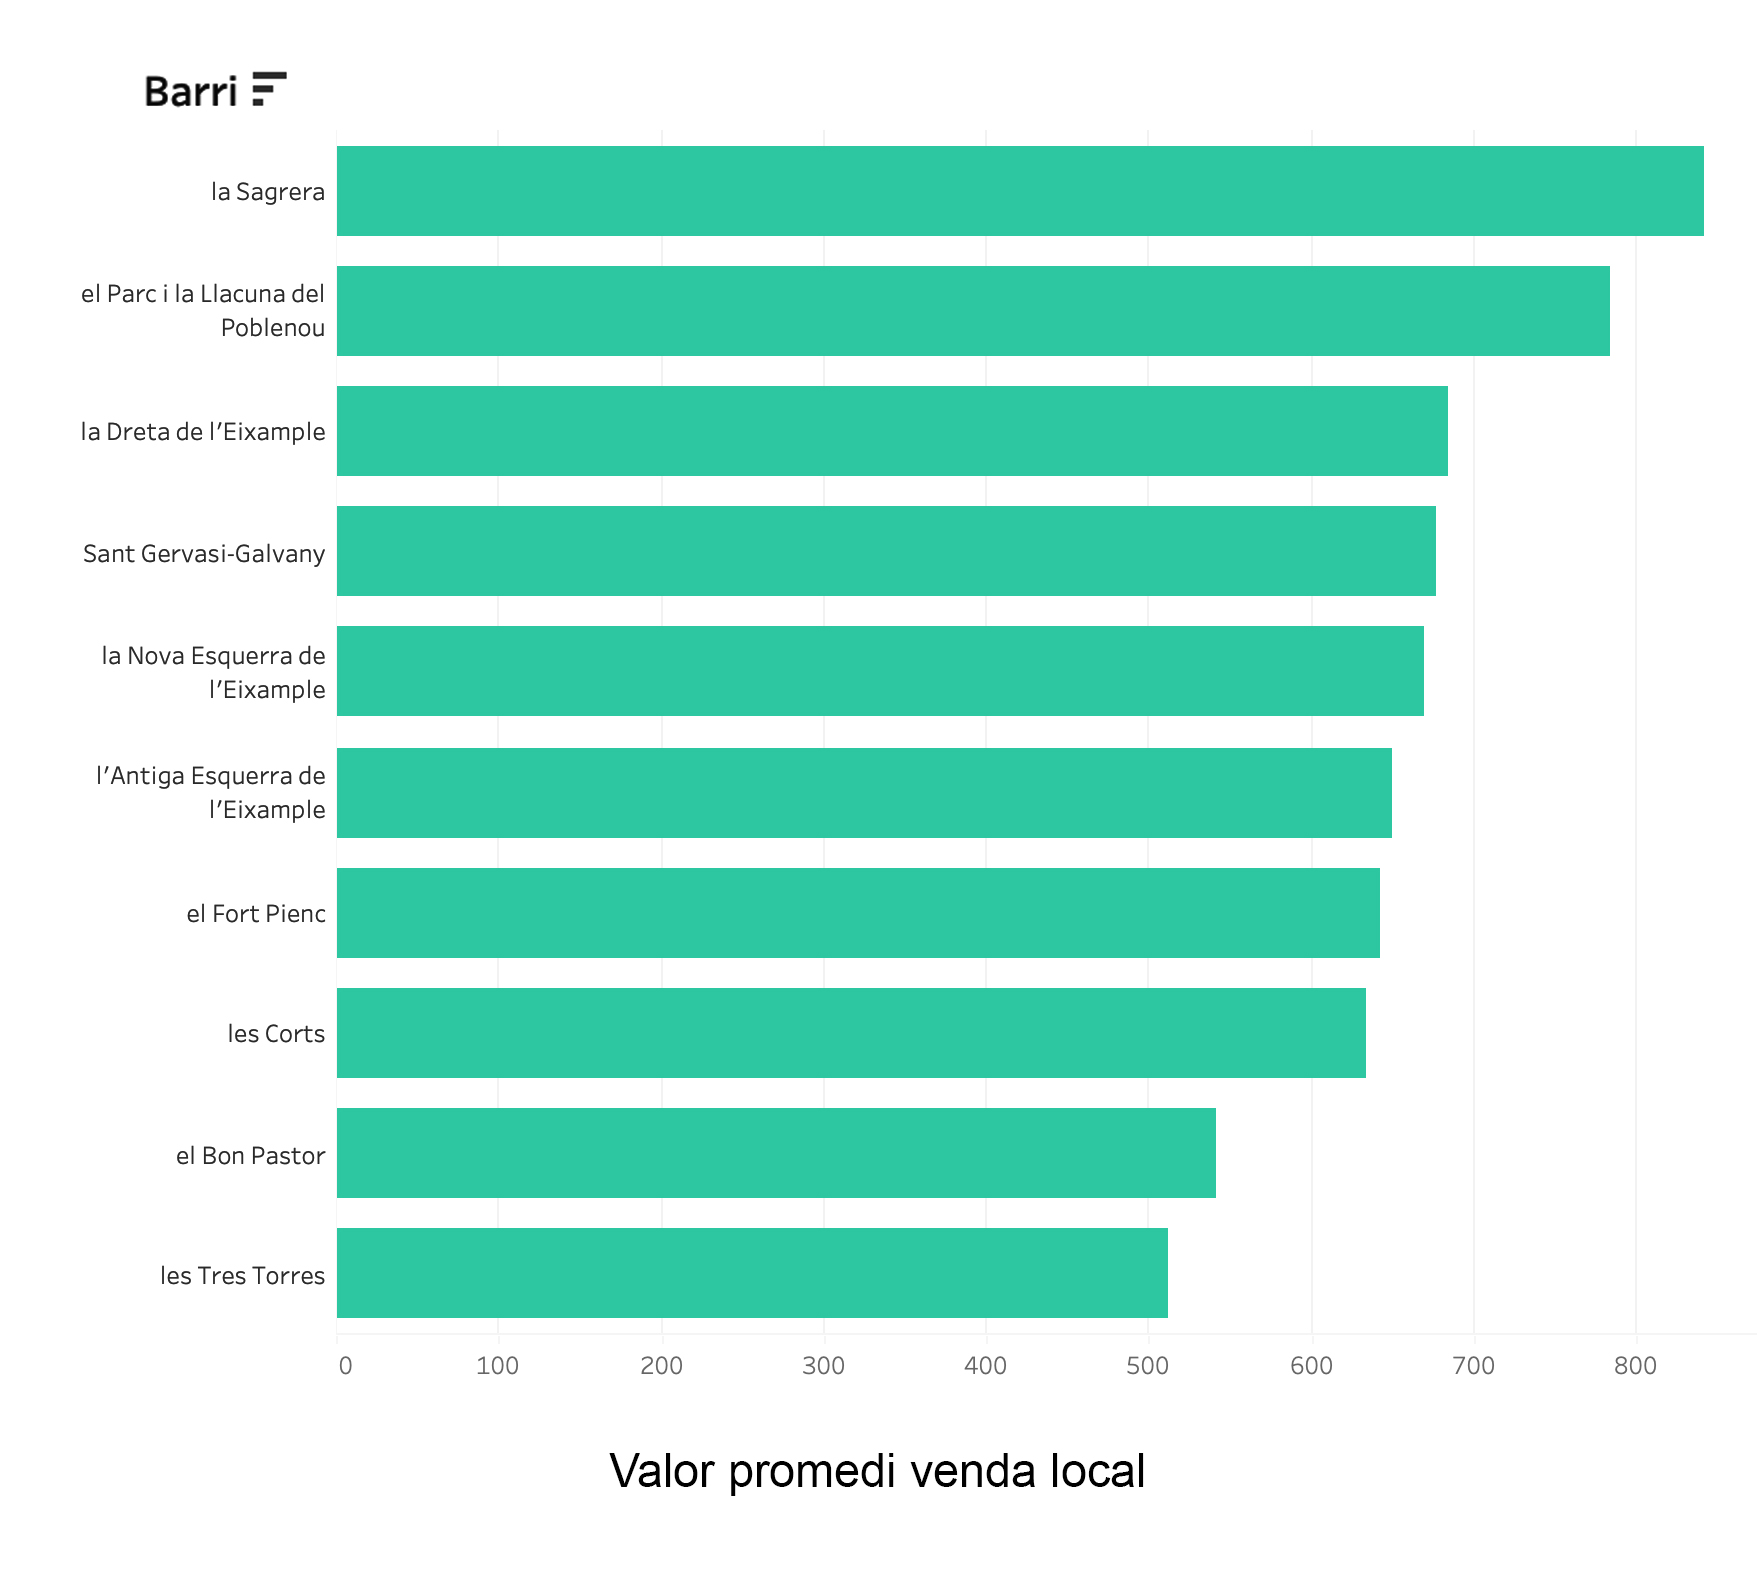 Barri
la Sagrera
el Parc i la Llacuna del
Poblenou
la Dreta de l'Eixample
Sant Gervasi-Galvany
la Nova Esquerra de
l'Eixample
l'Antiga Esquerra de
l'Eixample
el Fort Pienc
les Corts
el Bon Pastor
les Tres Torres
0 100 200 300 400 500 600 700 800
Valor promedi venda local